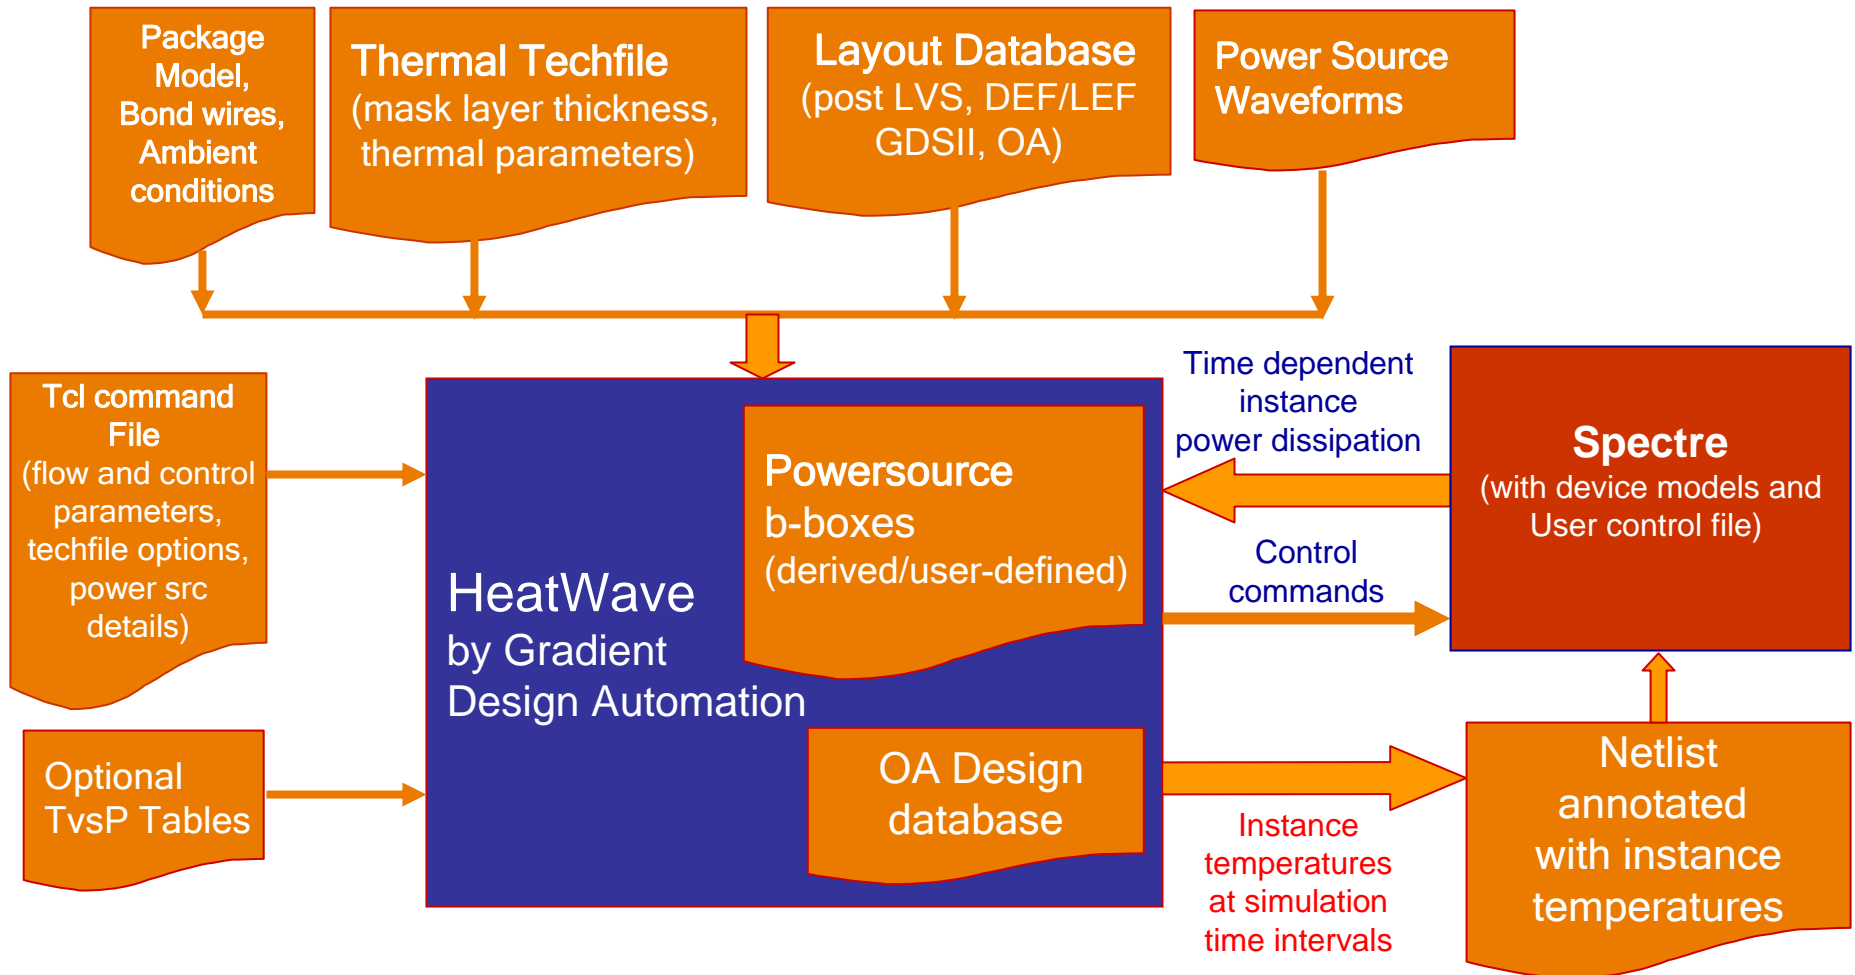 Package
Model,
Bond wires,
Ambient
conditions
Thermal Techfile
(mask layer thickness,
thermal parameters)
Layout Database
(post LVS, DEF/LEF
GDSII, OA)
Power Source
Waveforms
Tcl command
File
(flow and control
parameters,
techfile options,
power src
details)
Optional
TvsP Tables
HeatWave
by Gradient
Design Automation
Powersource
b-boxes
(derived/user-defined)
OA Design
database
Time dependent
instance
power dissipation
Control
commands
Spectre
(with device models and
User control file)
Instance
temperatures
at simulation
time intervals
Netlist
annotated
with instance
temperatures